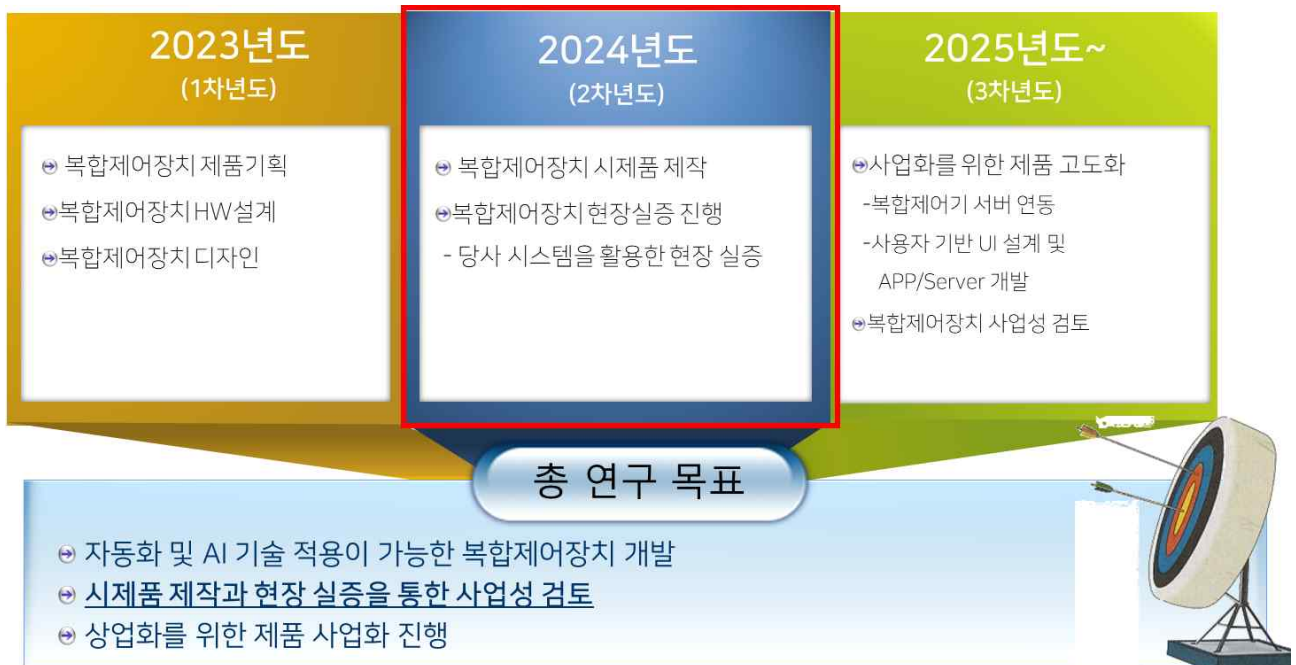 2023년도
(1차년도)
복합제어장치 제품기획
복합제어장치 HW설계
복합제어장치 디자인
2024년도
(2차년도)
복합제어장치 시제품 제작
복합제어장치 현장실증 진행
- 당사 시스템을 활용한 현장 실증
2025년도~
(3차년도)
사업화를 위한 제품 고도화
-복합제어기 서버 연동
-사용자 기반 UI 설계 및
APP/Server 개발
복합제어장치 사업성 검토
총 연구 목표
자동화 및 AI 기술 적용이 가능한 복합제어장치 개발
시제품 제작과 현장 실증을 통한 사업성 검토
상업화를 위한 제품 사업화 진행